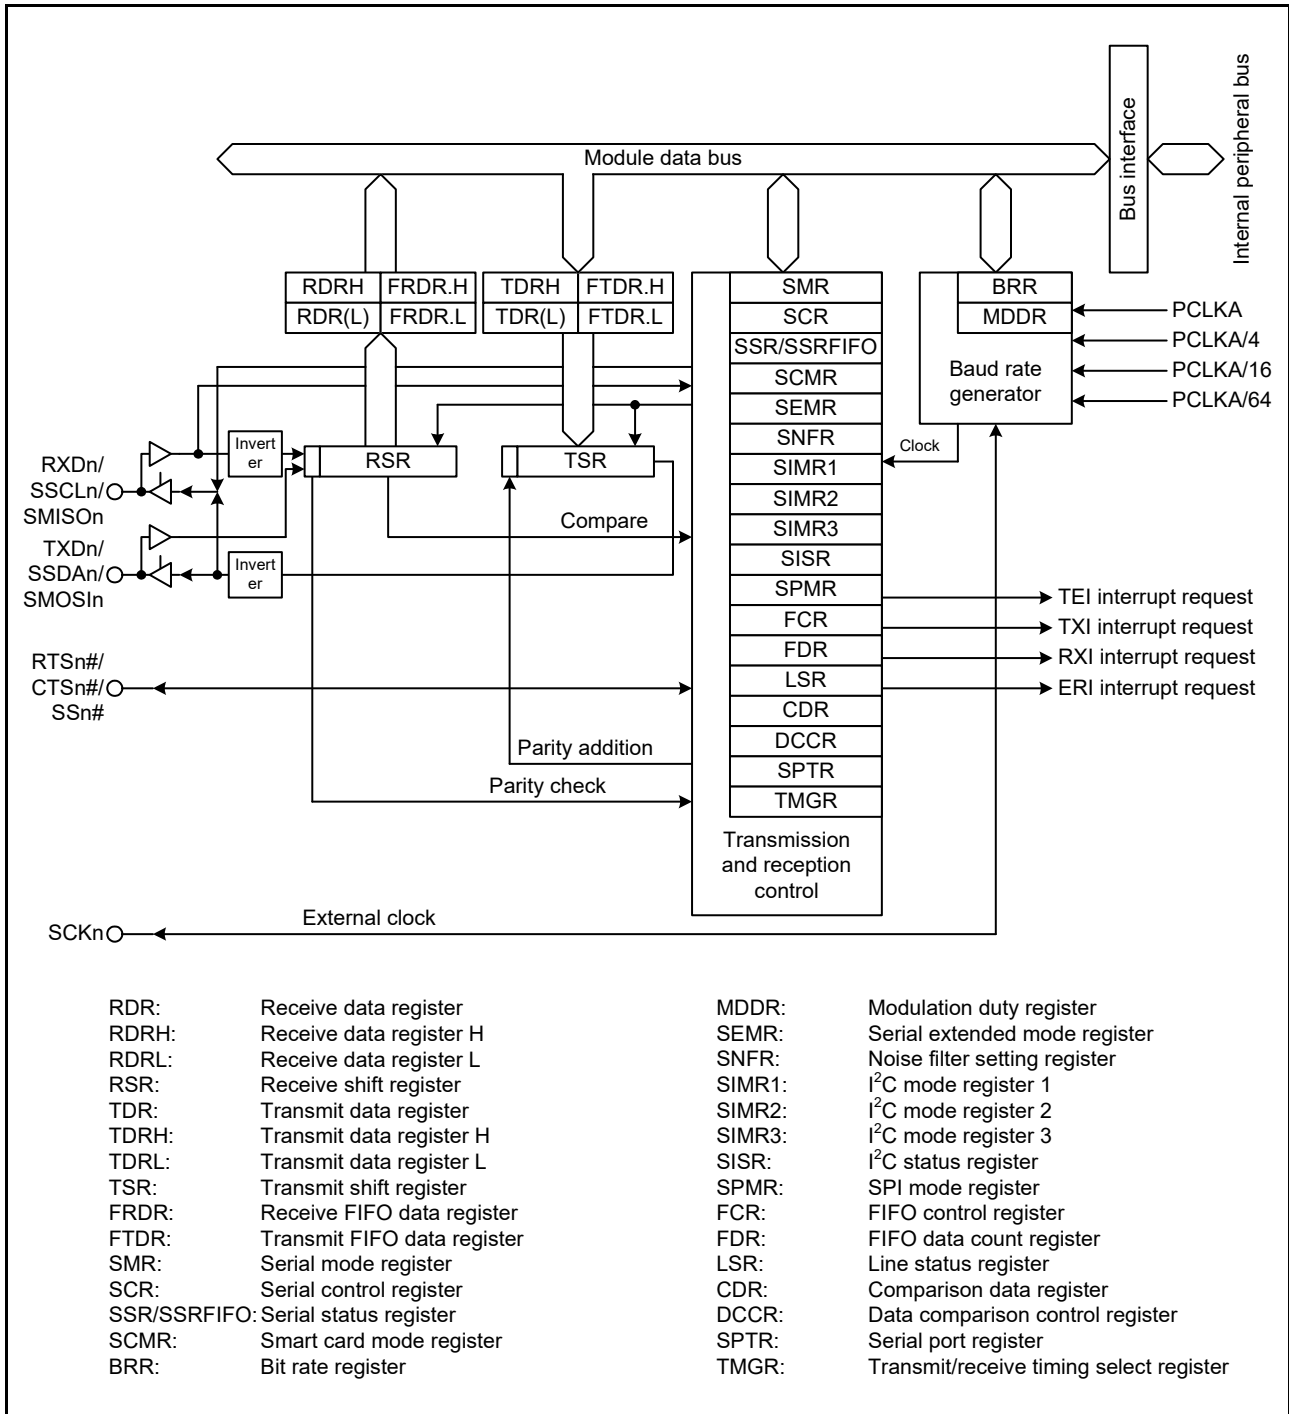 Module data bus
Bus interface
Internal peripheral bus
RDRH FRDR.H
RDR(L) FRDR.L
TDRH FTDR.H
TDR(L) FTDR.L
SMR
SCR
SSR/SSRFIFO
SCMR
SEMR
SNFR
SIMR1
SIMR2
SIMR3
SISR
SPMR
FCR
FDR
LSR
CDR
DCCR
SPTR
TMGR
Transmission
and reception
control
BRR
MDDR
Baud rate
generator
PCLKA
PCLKA/4
PCLKA/16
PCLKA/64
Clock
RXDn/
SSCLn/
SMISOn
Invert
er
RSR
TSR
Compare
TXDn/
SSDAn/
SMOSIn
Invert
er
TEI interrupt request
TXI interrupt request
RXI interrupt request
ERI interrupt request
RTSn#/
CTSn#/
SSn#
Parity addition
Parity check
External clock
SCKn
RDR: Receive data register
RDRH: Receive data register H
RDRL: Receive data register L
RSR: Receive shift register
TDR: Transmit data register
TDRH: Transmit data register H
TDRL: Transmit data register L
TSR: Transmit shift register
FRDR: Receive FIFO data register
FTDR: Transmit FIFO data register
SMR: Serial mode register
SCR: Serial control register
SSR/SSRFIFO: Serial status register
SCMR: Smart card mode register
BRR: Bit rate register
MDDR: Modulation duty register
SEMR: Serial extended mode register
SNFR: Noise filter setting register
SIMR1: I²C mode register 1
SIMR2: I²C mode register 2
SIMR3: I²C mode register 3
SISR: I²C status register
SPMR: SPI mode register
FCR: FIFO control register
FDR: FIFO data count register
LSR: Line status register
CDR: Comparison data register
DCCR: Data comparison control register
SPTR: Serial port register
TMGR: Transmit/receive timing select register